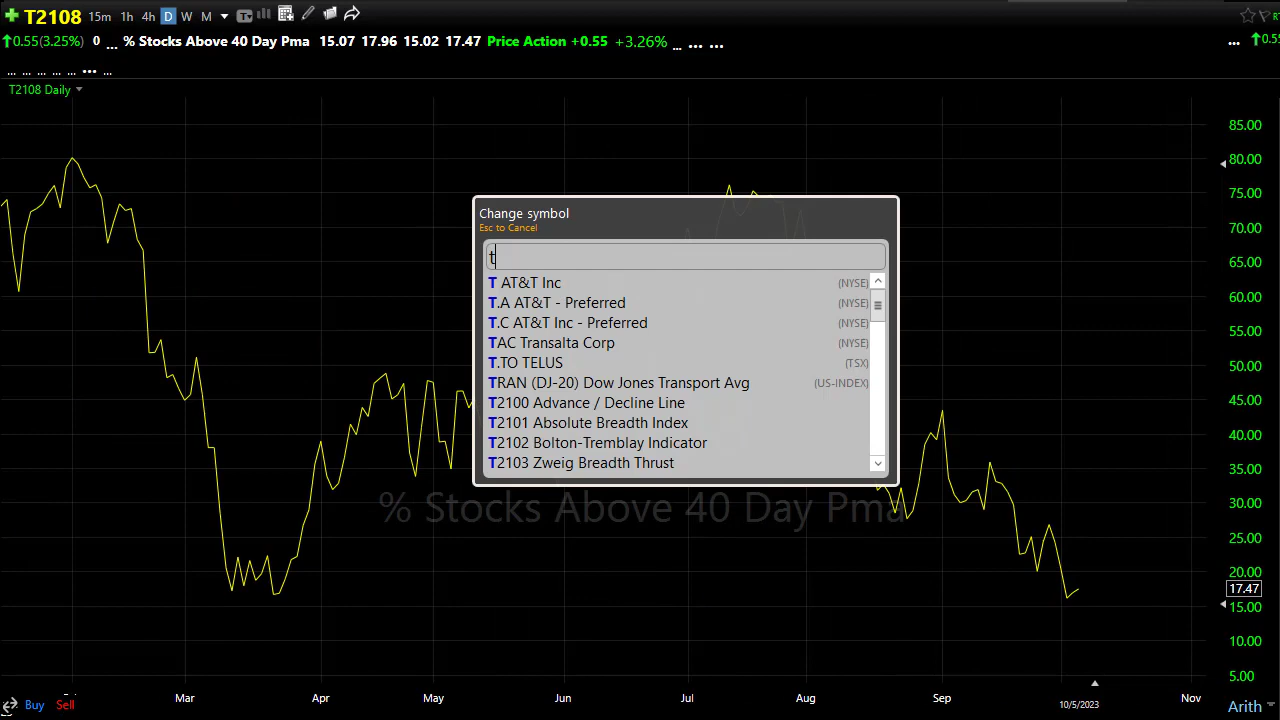 T2108 15m 1h 4h D W M
0.55(3.25%) 0 ... % Stocks Above 40 Day Pma 15.07 17.96 15.02 17.47 Price Action +0.55 +3.26% ... ... ... ... 0.55
... ... ... ... ... ... ...
T2108 Daily
85.00
80.00
75.00
70.00
65.00
60.00
55.00
50.00
45.00
40.00
35.00
30.00
25.00
20.00
17.47
15.00
10.00
5.00
Change symbol
Esc to Cancel
t
T AT&T Inc (NYSE)
T.A AT&T - Preferred (NYSE)
T.C AT&T Inc - Preferred (NYSE)
TAC Transalta Corp (NYSE)
T.TO TELUS (TSX)
TRAN (DJ-20) Dow Jones Transport Avg (US-INDEX)
T2100 Advance / Decline Line
T2101 Absolute Breadth Index
T2102 Bolton-Tremblay Indicator
T2103 Zweig Breadth Thrust
% Stocks Above 40 Day Pma
Buy Sell
Mar Apr May Jun Jul Aug Sep 10/5/2023 Nov
Arith